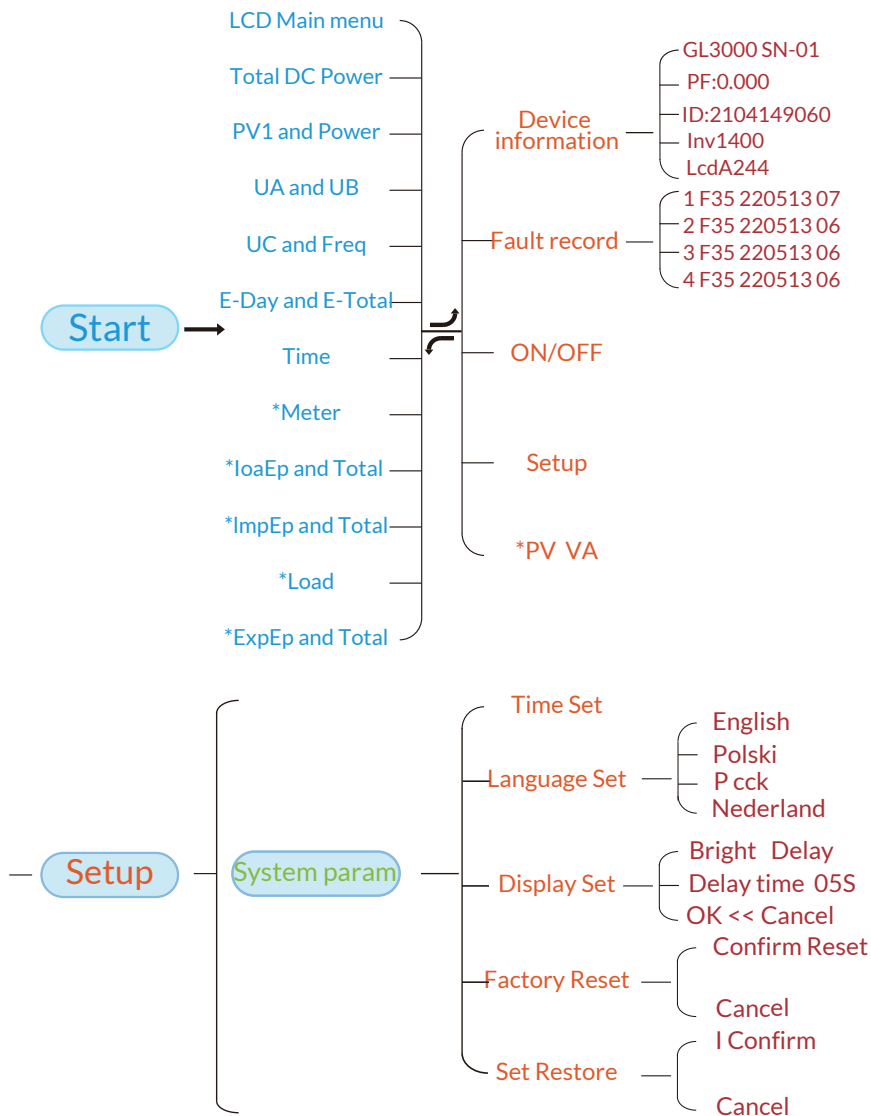 LCD Main menu
Total DC Power
PV1 and Power
UA and UB
UC and Freq
E-Day and E-Total
Start
Time
*Meter
*IoaEp and Total
*ImpEp and Total
*Load
*ExpEp and Total
Device
information
GL3000 SN-01
PF:0.000
ID:2104149060
Inv1400
LcdA244
Fault record
1 F35 220513 07
2 F35 220513 06
3 F35 220513 06
4 F35 220513 06
ON/OFF
Setup
*PV VA
Setup
System param
Time Set
Language Set
English
Polski
P cck
Nederland
Display Set
Bright Delay
Delay time 05S
OK << Cancel
Factory Reset
Confirm Reset
Cancel
Set Restore
I Confirm
Cancel